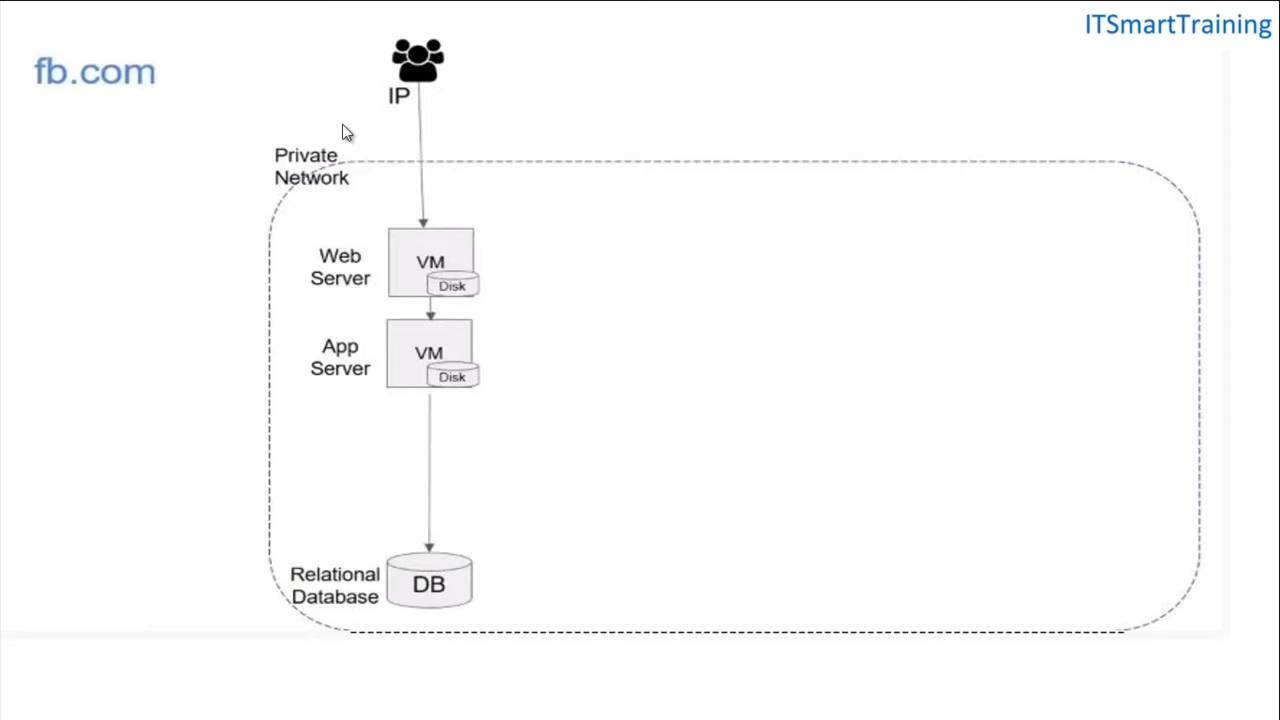 ITSmartTraining
fb.com
IP
Private
Network
Web
Server
VM
Disk
App
Server
VM
Disk
Relational
Database
DB